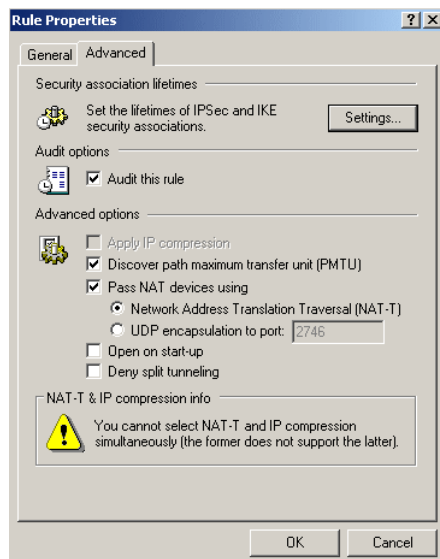 Rule Properties
General
Advanced
Security association lifetimes
Set the lifetimes of IPSec and IKE
security associations.
Settings...
Audit options
Audit this rule
Advanced options
Apply IP compression
Discover path maximum transfer unit (PMTU)
Pass NAT devices using
Network Address Translation Traversal (NAT-T)
UDP encapsulation to port: 2746
Open on start-up
Deny split tunneling
NAT-T & IP compression info
You cannot select NAT-T and IP compression
simultaneously (the former does not support the latter).
OK
Cancel